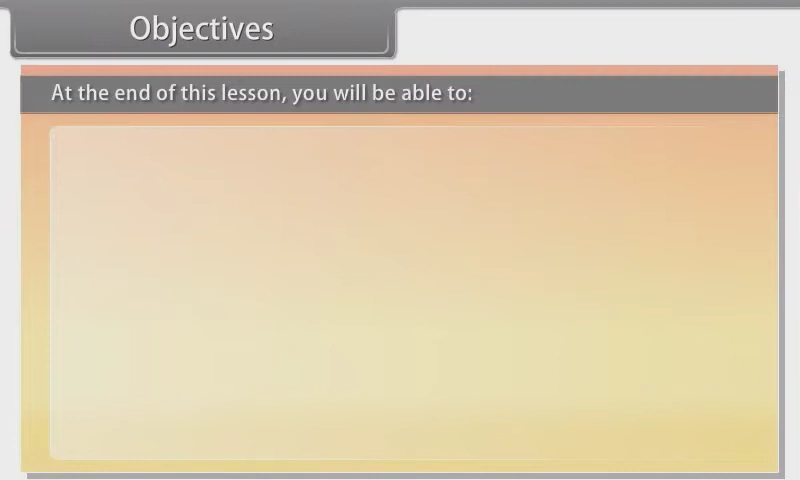 Objectives
At the end of this lesson, you will be able to: